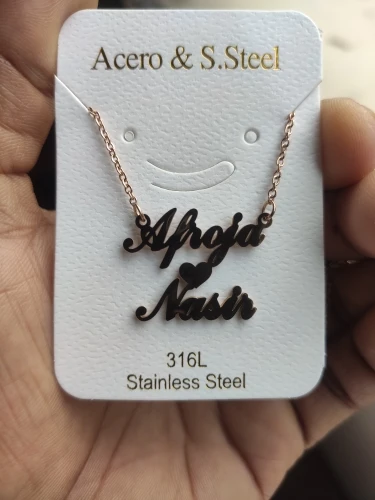 Acero & S.Steel
Afroja
Nasir
316L
Stainless Steel